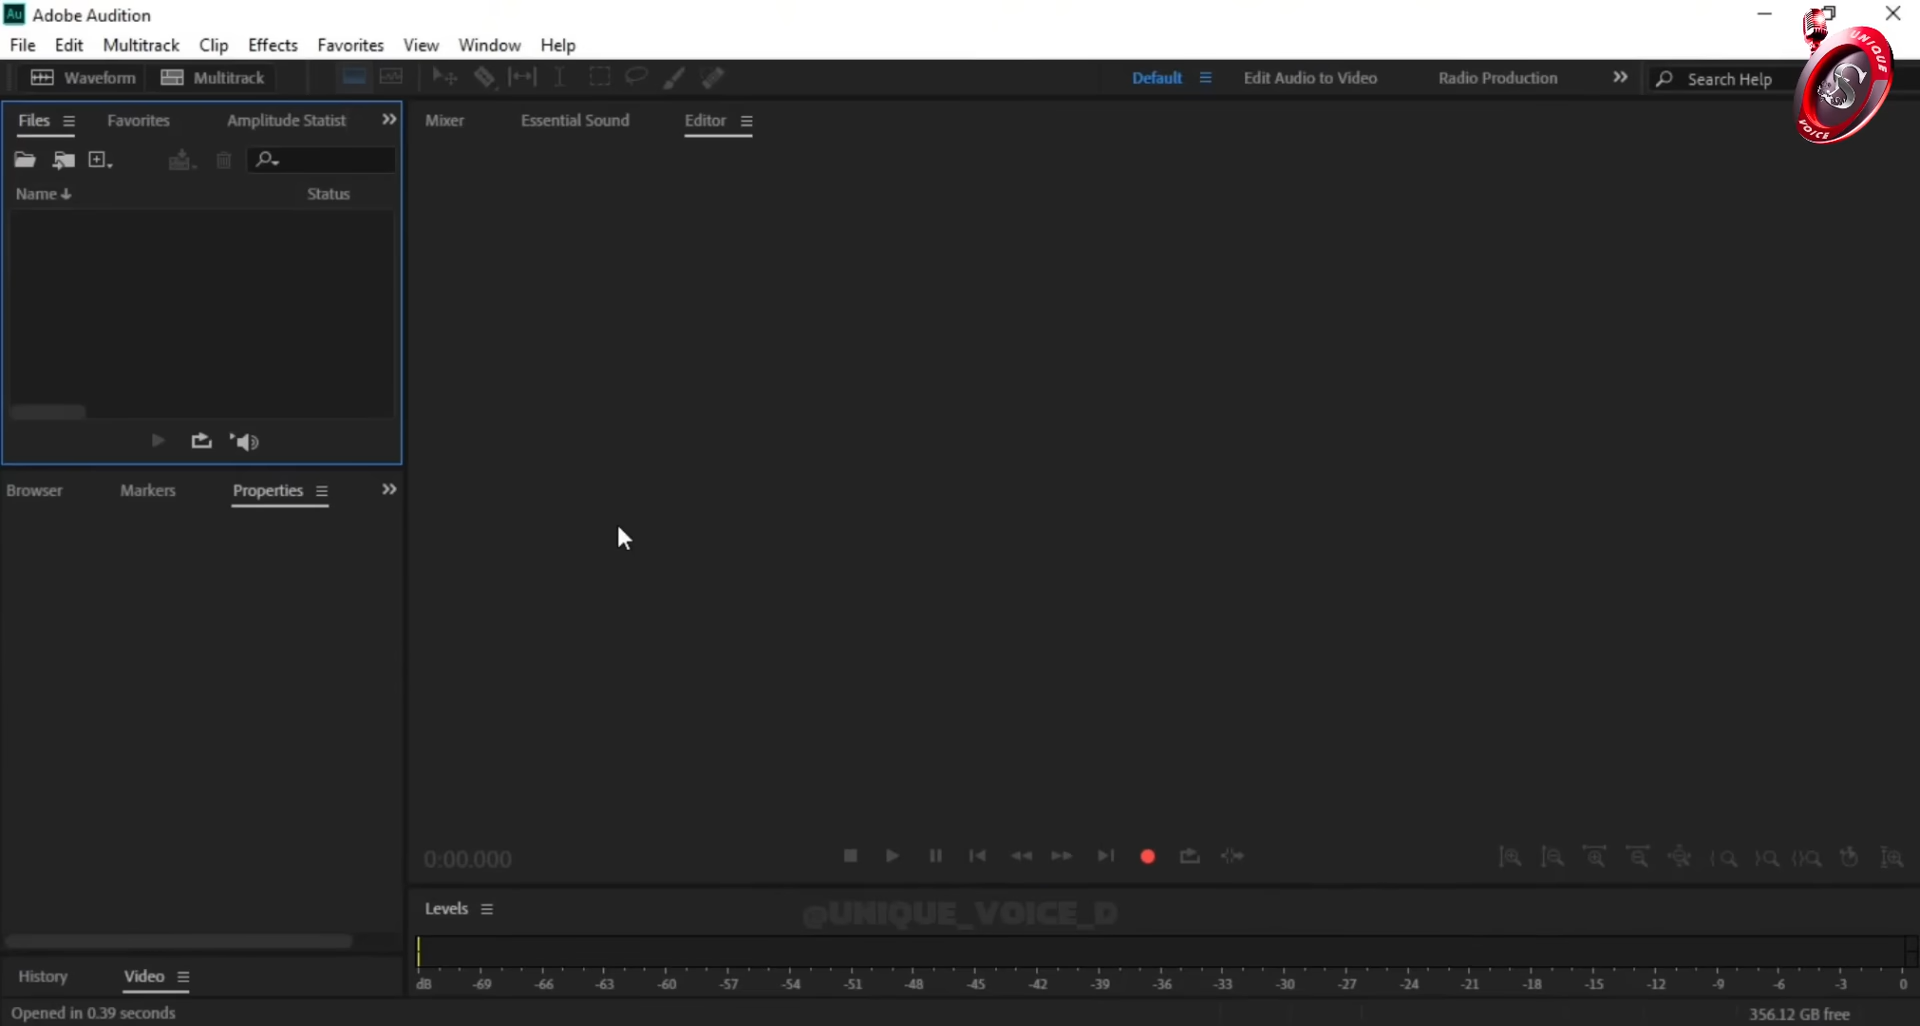 Au Adobe Audition
File Edit Multitrack Clip Effects Favorites View Window Help
Waveform Multitrack Default Edit Audio to Video Radio Production Search Help
UNIQUE
S
VOICE
Files Favorites Amplitude Statist
Mixer Essential Sound Editor
Name Status
Browser Markers Properties
0:00.000
Levels
@UNIQUE_VOICE_D
dB -69 -66 -63 -60 -57 -54 -51 -48 -45 -42 -39 -36 -33 -30 -27 -24 -21 -18 -15 -12 -9 -6 -3 0
History Video
Opened in 0.39 seconds
356.12 GB free